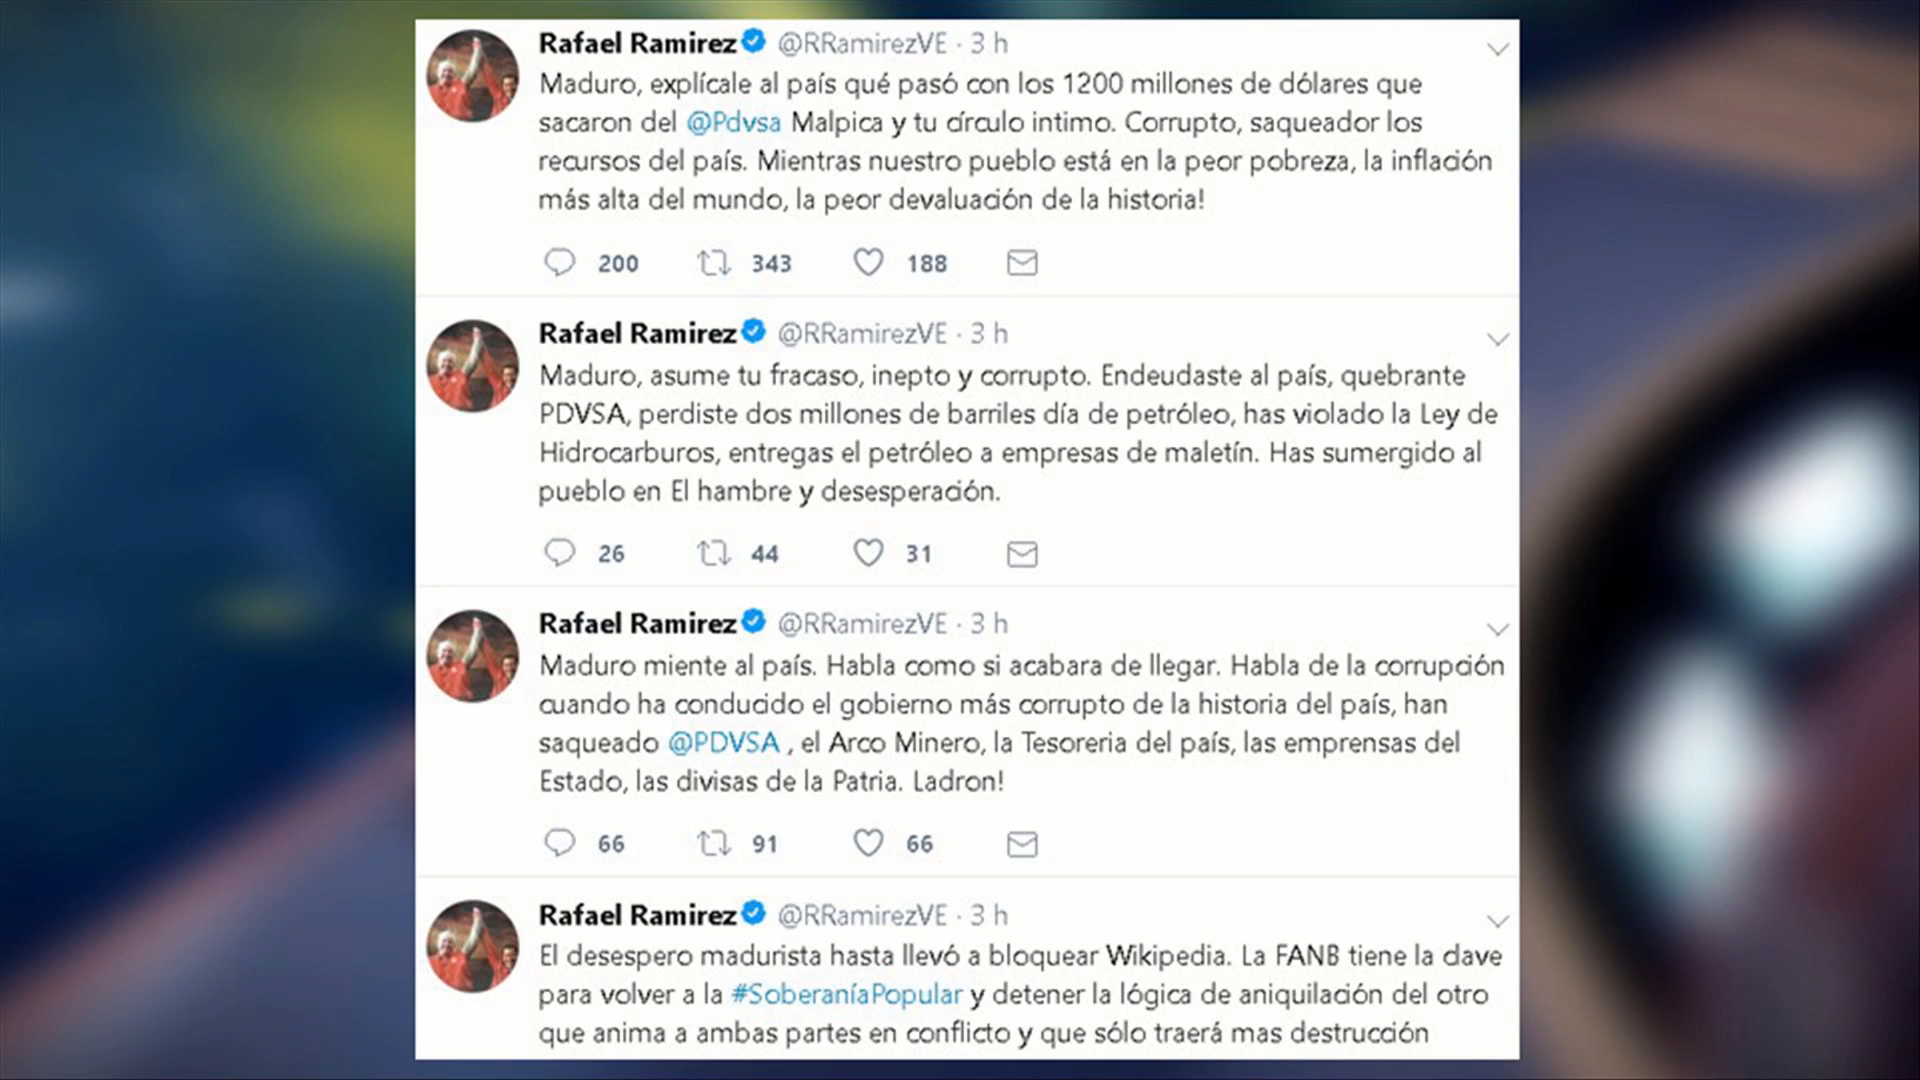 Rafael Ramirez @RRamirezVE · 3 h
Maduro, explícale al país qué pasó con los 1200 millones de dólares que
sacaron del @Pdvsa Malpica y tu círculo intimo. Corrupto, saqueador los
recursos del país. Mientras nuestro pueblo está en la peor pobreza, la inflación
más alta del mundo, la peor devaluación de la historia!
200 343 188
Rafael Ramirez @RRamirezVE · 3 h
Maduro, asume tu fracaso, inepto y corrupto. Endeudaste al país, quebrante
PDVSA, perdiste dos millones de barriles día de petróleo, has violado la Ley de
Hidrocarburos, entregas el petróleo a empresas de maletín. Has sumergido al
pueblo en El hambre y desesperación.
26 44 31
Rafael Ramirez @RRamirezVE · 3 h
Maduro miente al país. Habla como si acabara de llegar. Habla de la corrupción
cuando ha conducido el gobierno más corrupto de la historia del país, han
saqueado @PDVSA , el Arco Minero, la Tesoreria del país, las emprensas del
Estado, las divisas de la Patria. Ladron!
66 91 66
Rafael Ramirez @RRamirezVE · 3 h
El desespero madurista hasta llevó a bloquear Wikipedia. La FANB tiene la clave
para volver a la #SoberaníaPopular y detener la lógica de aniquilación del otro
que anima a ambas partes en conflicto y que sólo traerá mas destrucción